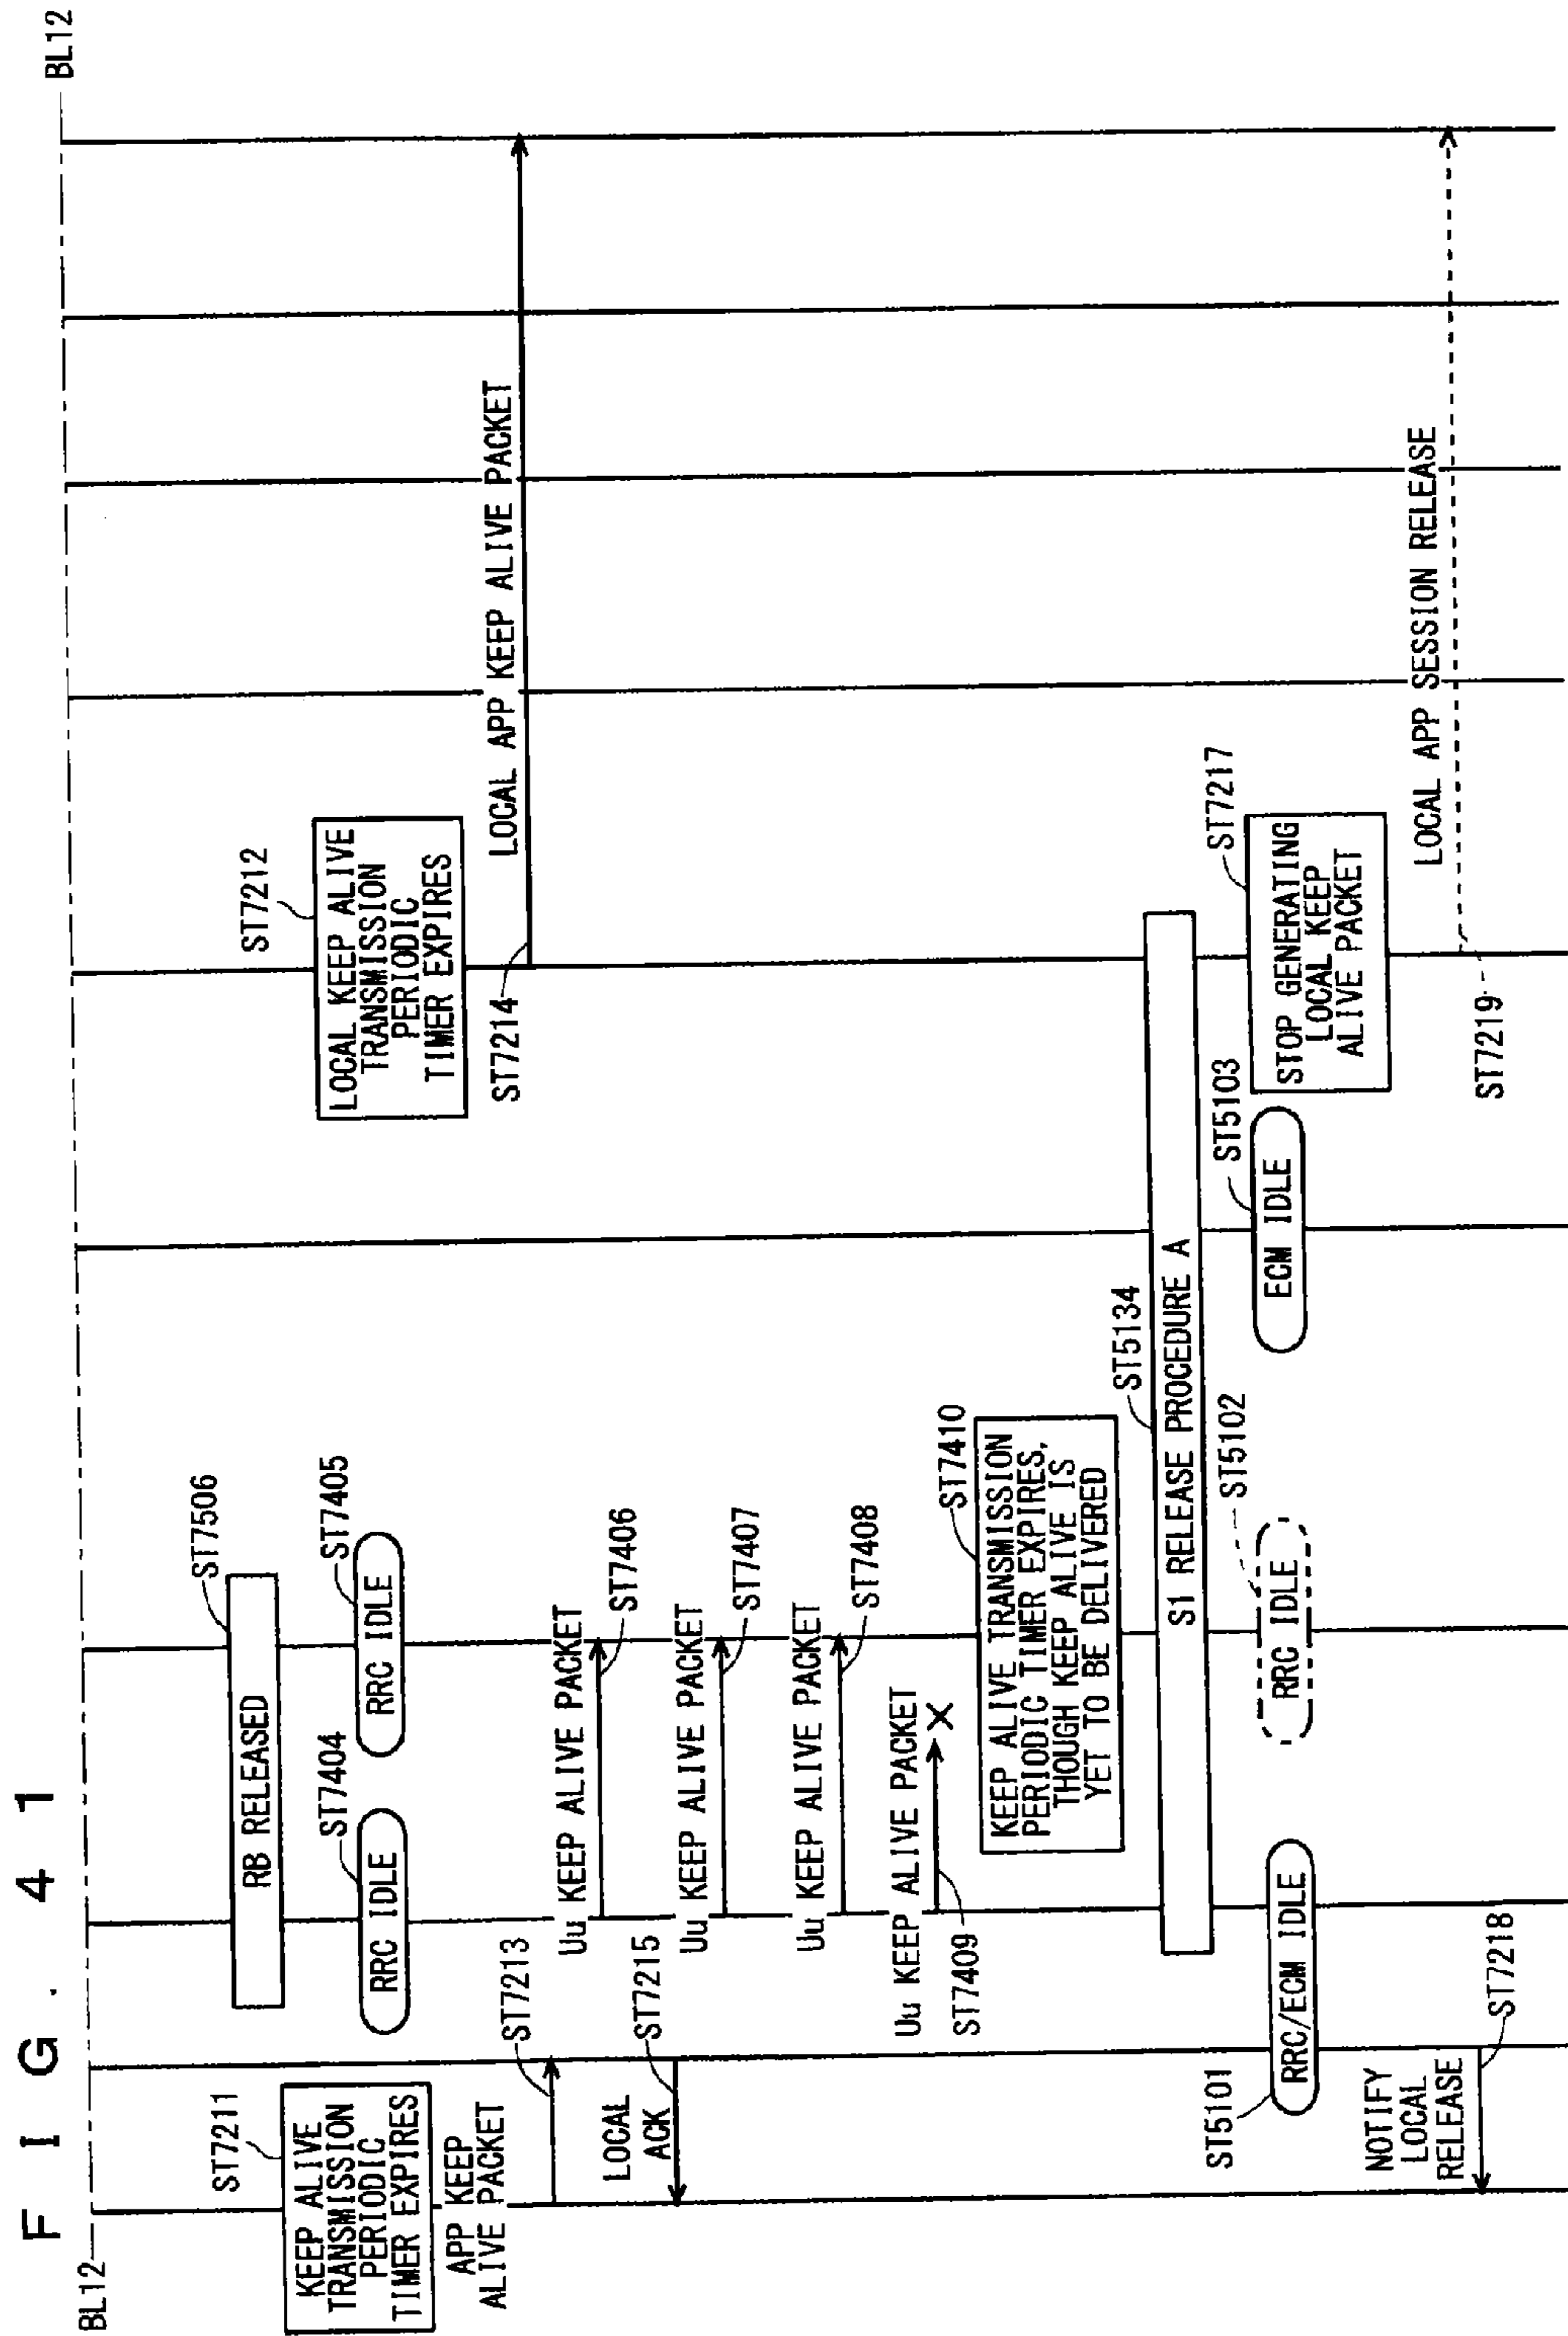 F I G . 4 1
BL12
BL12
ST7506
RB RELEASED
ST7211
KEEP ALIVE
TRANSMISSION
PERIODIC
TIMER EXPIRES
ST7404
RRC IDLE
ST7405
RRC IDLE
ST7212
LOCAL KEEP ALIVE
TRANSMISSION
PERIODIC
TIMER EXPIRES
APP KEEP
ALIVE PACKET
ST7213
LOCAL APP KEEP ALIVE PACKET
ST7214
Uu KEEP ALIVE PACKET
ST7406
LOCAL
ACK
ST7215
Uu KEEP ALIVE PACKET
ST7407
Uu KEEP ALIVE PACKET
ST7408
Uu KEEP ALIVE PACKET
X
ST7409
ST7410
KEEP ALIVE TRANSMISSION
PERIODIC TIMER EXPIRES,
THOUGH KEEP ALIVE IS
YET TO BE DELIVERED
ST5134
S1 RELEASE PROCEDURE A
ST5101
RRC/ECM IDLE
ST5102
RRC IDLE
ST5103
ECM IDLE
ST7217
STOP GENERATING
LOCAL KEEP
ALIVE PACKET
NOTIFY
LOCAL
RELEASE
ST7218
LOCAL APP SESSION RELEASE
ST7219